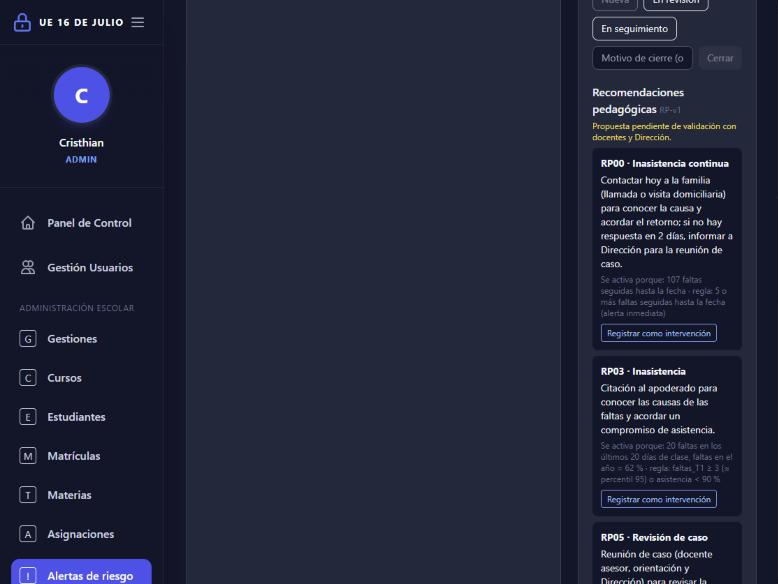 UE 16 DE JULIO
C
Cristhian
ADMIN
Panel de Control
Gestión Usuarios
ADMINISTRACIÓN ESCOLAR
G Gestiones
C Cursos
E Estudiantes
M Matrículas
T Materias
A Asignaciones
! Alertas de riesgo
Nueva En revisión
En seguimiento
Motivo de cierre (o Cerrar
Recomendaciones
pedagógicas RP-v1
Propuesta pendiente de validación con
docentes y Dirección.
RP00 · Inasistencia continua
Contactar hoy a la familia
(llamada o visita domiciliaria)
para conocer la causa y
acordar el retorno; si no hay
respuesta en 2 días, informar a
Dirección para la reunión de
caso.
Se activa porque: 107 faltas
seguidas hasta la fecha · regla: 5 o
más faltas seguidas hasta la fecha
(alerta inmediata)
Registrar como intervención
RP03 · Inasistencia
Citación al apoderado para
conocer las causas de las
faltas y acordar un
compromiso de asistencia.
Se activa porque: 20 faltas en los
últimos 20 días de clase, faltas en el
año = 62 % · regla: faltas_T1 ≥ 3 (≈
percentil 95) o asistencia < 90 %
Registrar como intervención
RP05 · Revisión de caso
Reunión de caso (docente
asesor, orientación y
Dirección) para revisar la